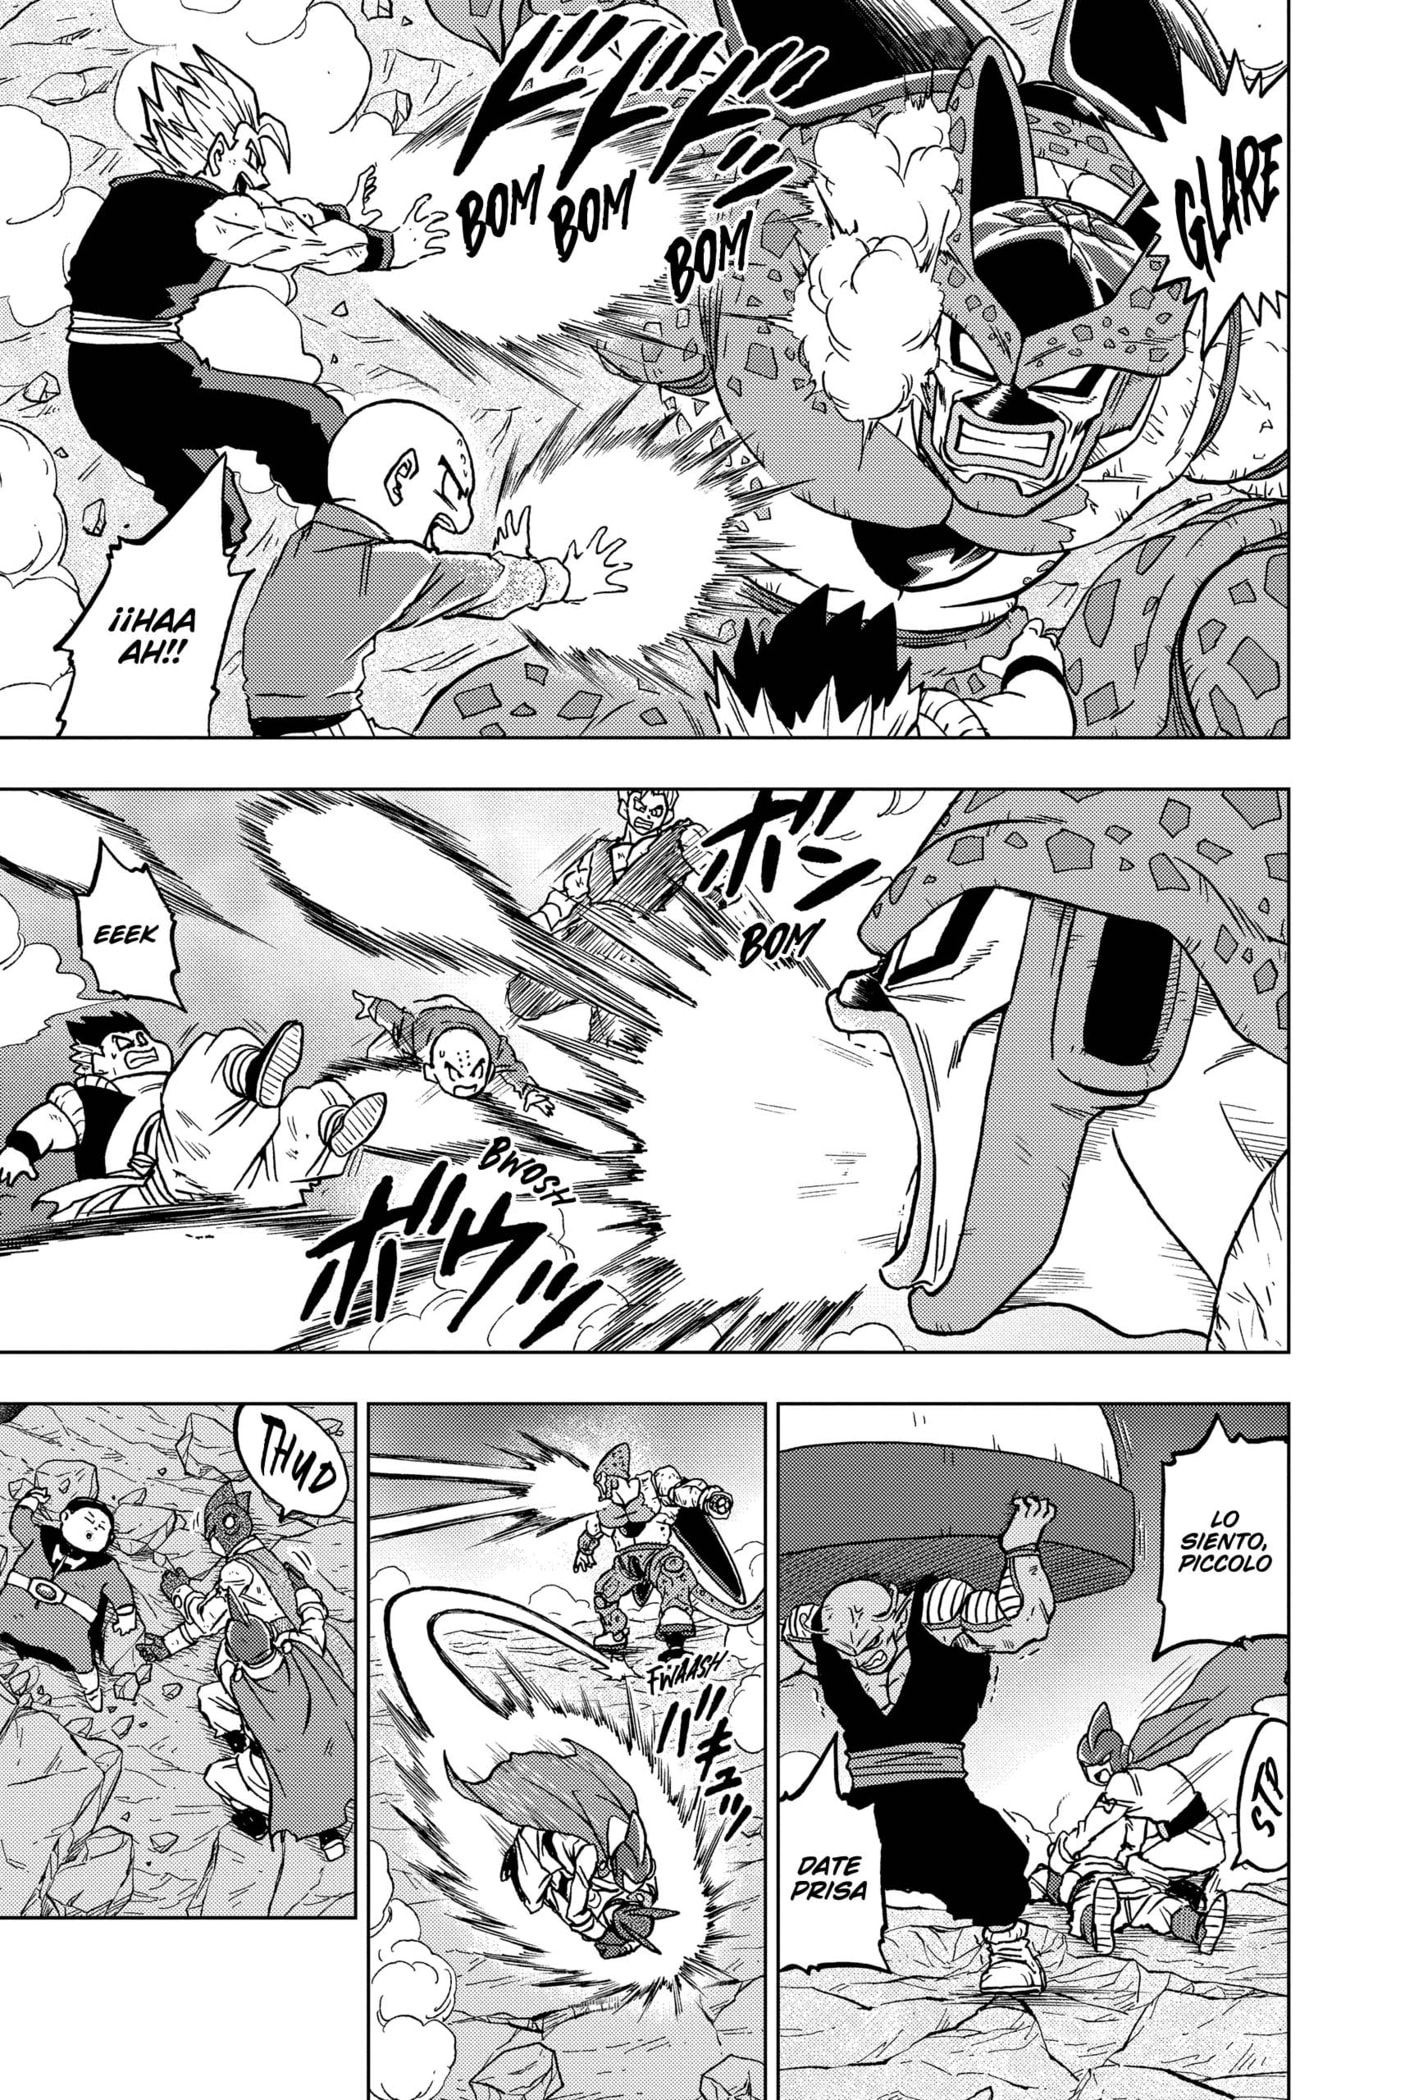 GLARE
ドドド
BOM
BOM
BOM
¡¡HAA
AH!!
ボン
BOM
EEEK
BWOSH
ボウッ
LO
SIENTO,
PICCOLO
STP
DATE
PRISA
FWAASH
バキュッ
THUD